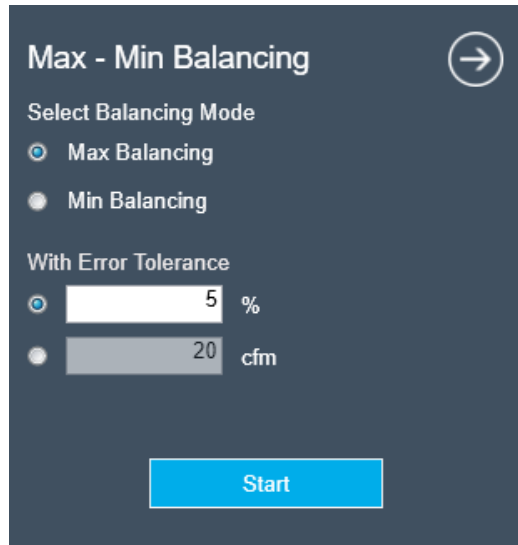 Max - Min Balancing
Select Balancing Mode
Max Balancing
Min Balancing
With Error Tolerance
5 %
20 cfm
Start